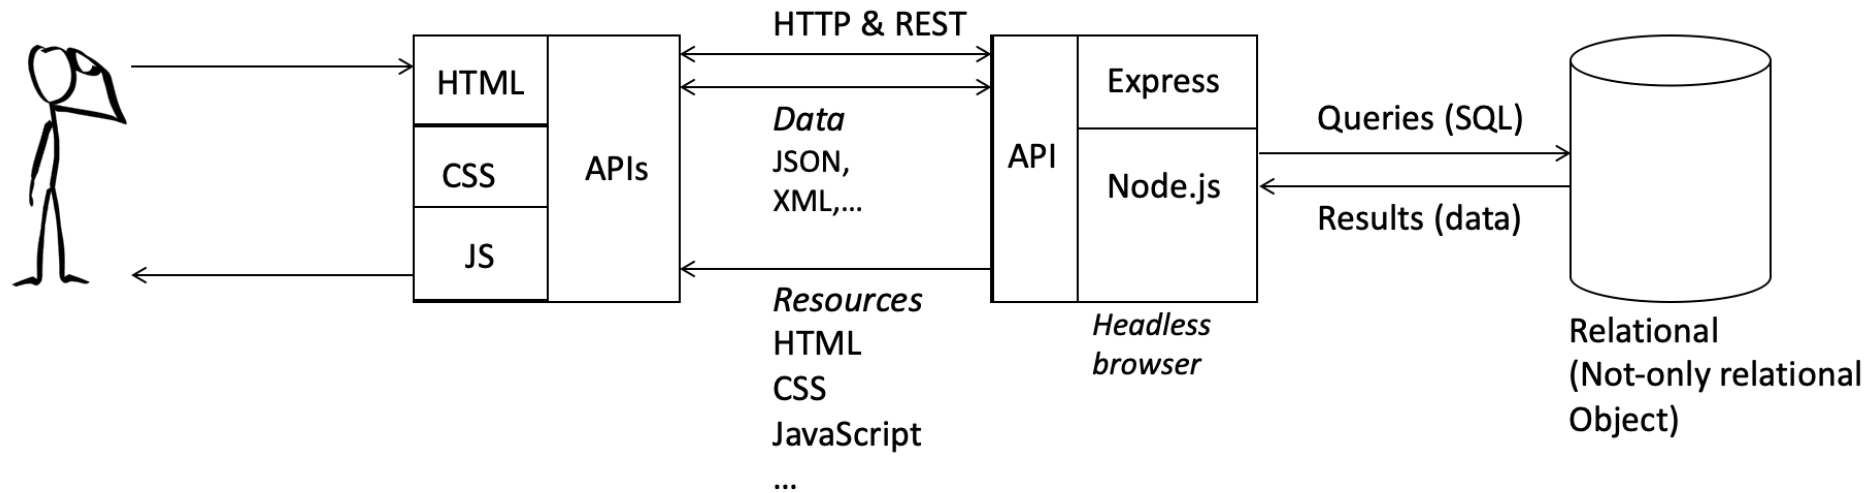 HTML
CSS
JS
APIs
HTTP & REST
Data
JSON,
XML,...
Resources
HTML
CSS
JavaScript
...
API
Express
Node.js
Headless
browser
Queries (SQL)
Results (data)
Relational
(Not-only relational
Object)